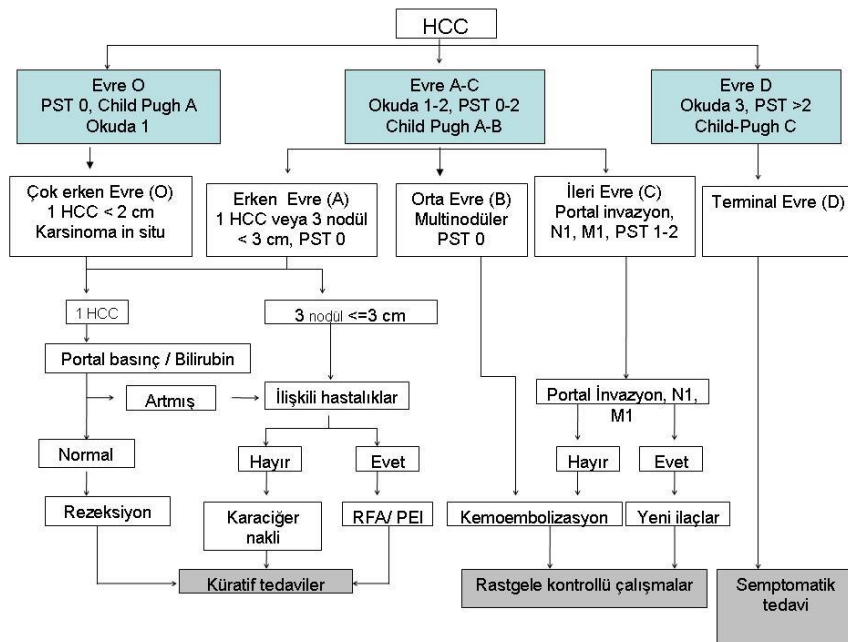 HCC
Evre O
PST 0, Child Pugh A
Okuda 1
Evre A-C
Okuda 1-2, PST 0-2
Child Pugh A-B
Evre D
Okuda 3, PST >2
Child-Pugh C
Çok erken Evre (O)
1 HCC < 2 cm
Karsinoma in situ
Erken Evre (A)
1 HCC veya 3 nodül
< 3 cm, PST 0
Orta Evre (B)
Multinodüler
PST 0
İleri Evre (C)
Portal invazyon,
N1, M1, PST 1-2
Terminal Evre (D)
1 HCC
3 nodül <=3 cm
Portal basınç / Bilirubin
Artmış
İlişkili hastalıklar
Portal İnvazyon, N1,
M1
Normal
Hayır
Evet
Hayır
Evet
Rezeksiyon
Karaciğer
nakli
RFA/ PEI
Kemoembolizasyon
Yeni ilaçlar
Küratif tedaviler
Rastgele kontrollü çalışmalar
Semptomatik
tedavi